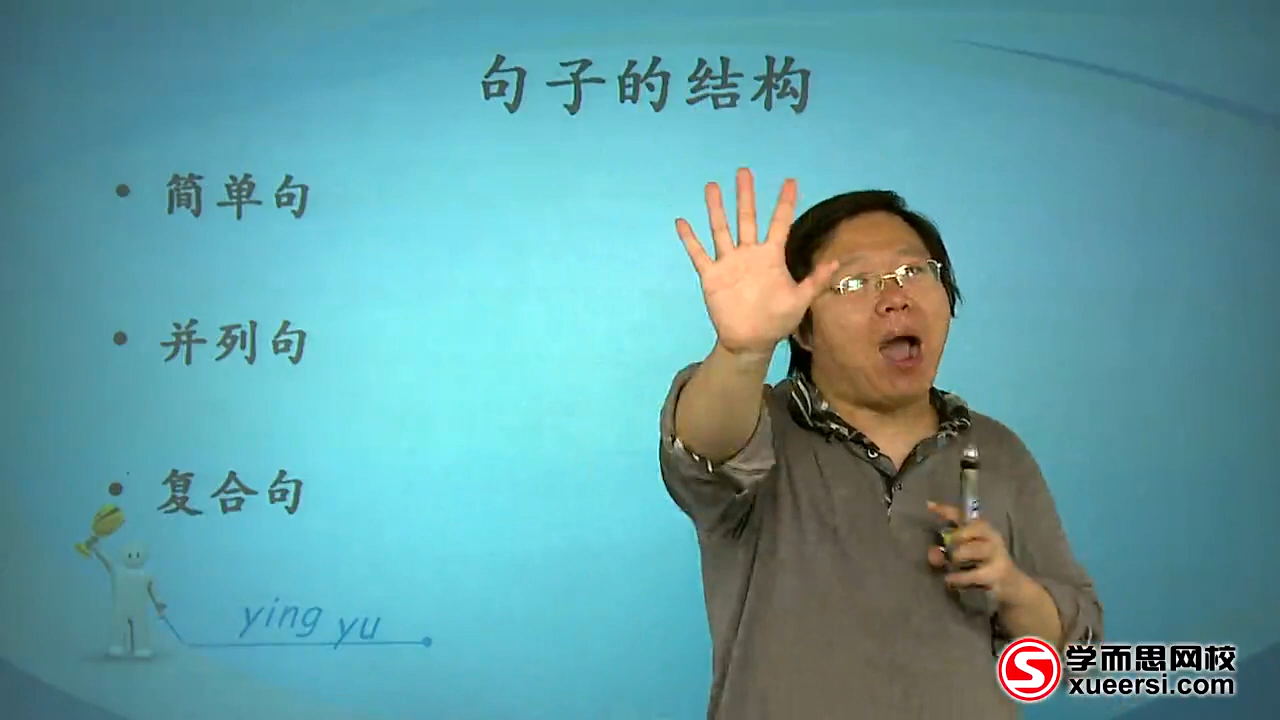 句子的结构
• 简单句
• 并列句
• 复合句
ying yu
学而思网校
xueersi.com